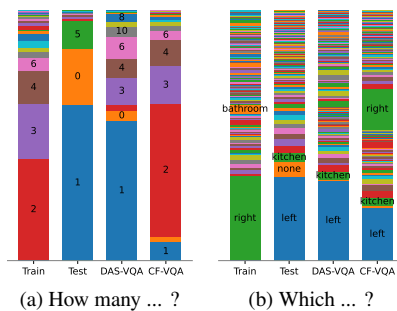 6
4
3
2
5
0
1
8
10
6
4
3
0
1
6
4
3
2
1
Train Test DAS-VQA CF-VQA
(a) How many ... ?
bathroom
right
kitchen
none
left
kitchen
left
right
kitchen
left
Train Test DAS-VQA CF-VQA
(b) Which ... ?